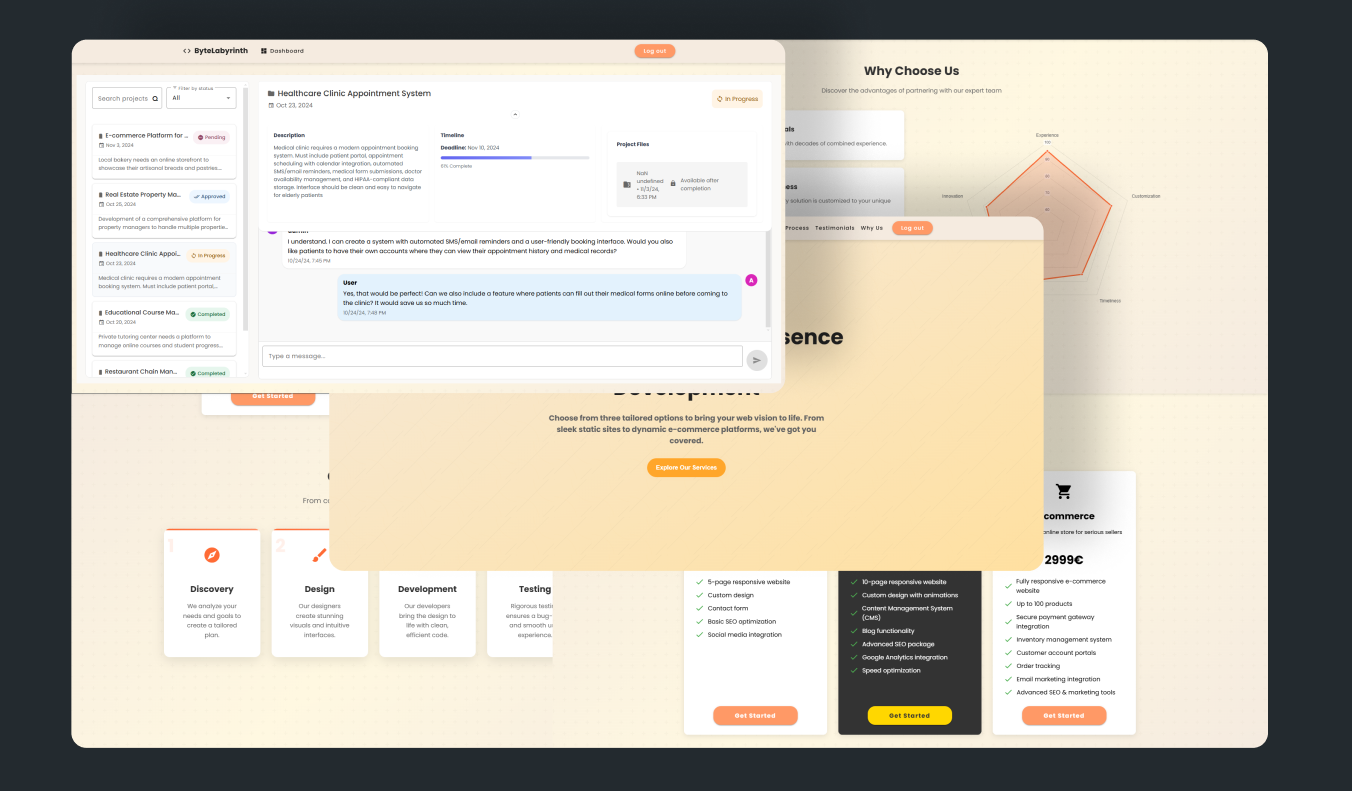 ByteLabyrinth
Dashboard
Log out
Search projects
Filter by status
All
E-commerce Platform for ...
Pending
Nov 3, 2024
Local bakery needs an online storefront to
showcase their artisanal breads and pastries...
Real Estate Property Ma...
Approved
Oct 25, 2024
Development of a comprehensive platform for
property managers to handle multiple propertie...
Healthcare Clinic Appoi...
In Progress
Oct 23, 2024
Medical clinic requires a modern appointment
booking system. Must include patient portal,...
Educational Course Ma...
Completed
Oct 20, 2024
Private tutoring center needs a platform to
manage online courses and student progress...
Restaurant Chain Man...
Completed
Healthcare Clinic Appointment System
Oct 23, 2024
In Progress
Description
Medical clinic requires a modern appointment booking
system. Must include patient portal, appointment
scheduling with calendar integration, automated
SMS/email reminders, medical form submissions, doctor
availability management, and HIPAA-compliant data
storage. Interface should be clean and easy to navigate
for elderly patients
Timeline
Deadline: Nov 10, 2024
61% Complete
Project Files
NaN
undefined
• 11/3/24,
6:33 PM
Available after
completion
I understand. I can create a system with automated SMS/email reminders and a user-friendly booking interface. Would you also
like patients to have their own accounts where they can view their appointment history and medical records?
10/24/24, 7:45 PM
A
User
Yes, that would be perfect! Can we also include a feature where patients can fill out their medical forms online before coming to
the clinic? It would save us so much time.
10/24/24, 7:48 PM
Type a message...
Why Choose Us
Discover the advantages of partnering with our expert team
als
with decades of combined experience.
ess
y solution is customized to your unique
Experience
100
Customization
Timeliness
Innovation
Process
Testimonials
Why Us
Log out
sence
Development
Choose from three tailored options to bring your web vision to life. From
sleek static sites to dynamic e-commerce platforms, we've got you
covered.
Explore Our Services
Get Started
From co
1
Discovery
We analyze your
needs and goals to
create a tailored
plan.
2
Design
Our designers
create stunning
visuals and intuitive
interfaces.
Development
Our developers
bring the design to
life with clean,
efficient code.
Testing
Rigorous testi
ensures a bug-
and smooth u
experience.
5-page responsive website
Custom design
Contact form
Basic SEO optimization
Social media integration
Get Started
10-page responsive website
Custom design with animations
Content Management System
(CMS)
Blog functionality
Advanced SEO package
Google Analytics integration
Speed optimization
Get Started
commerce
online store for serious sellers
2999€
Fully responsive e-commerce
website
Up to 100 products
Secure payment gateway
integration
Inventory management system
Customer account portals
Order tracking
Email marketing integration
Advanced SEO & marketing tools
Get Started